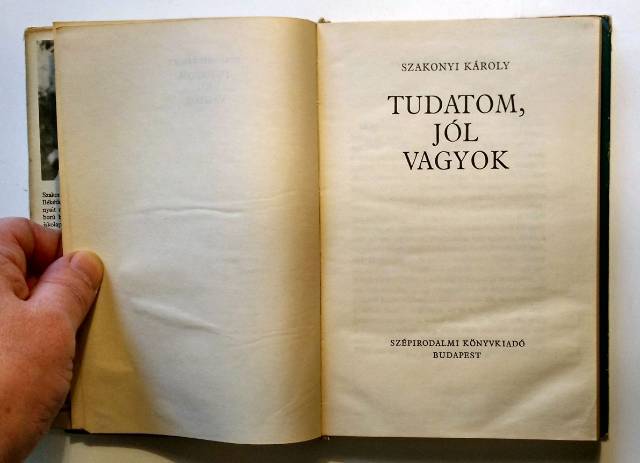 SZAKONYI KÁROLY
TUDATOM,
JÓL
VAGYOK
SZÉPIRODALMI KÖNYVKIADÓ
BUDAPEST